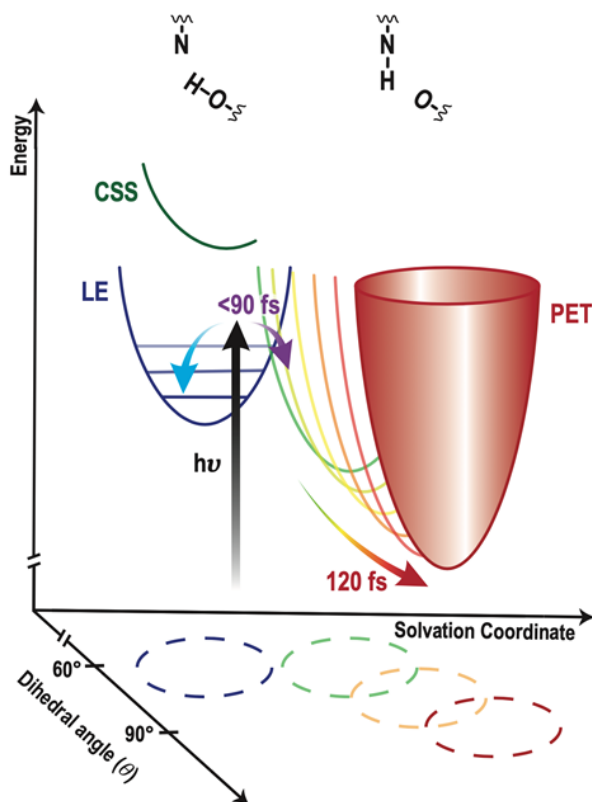 N
H-O
N
H
O
Energy
CSS
LE
<90 fs
PET
hυ
120 fs
Solvation Coordinate
60°
90°
Dihedral angle (θ)